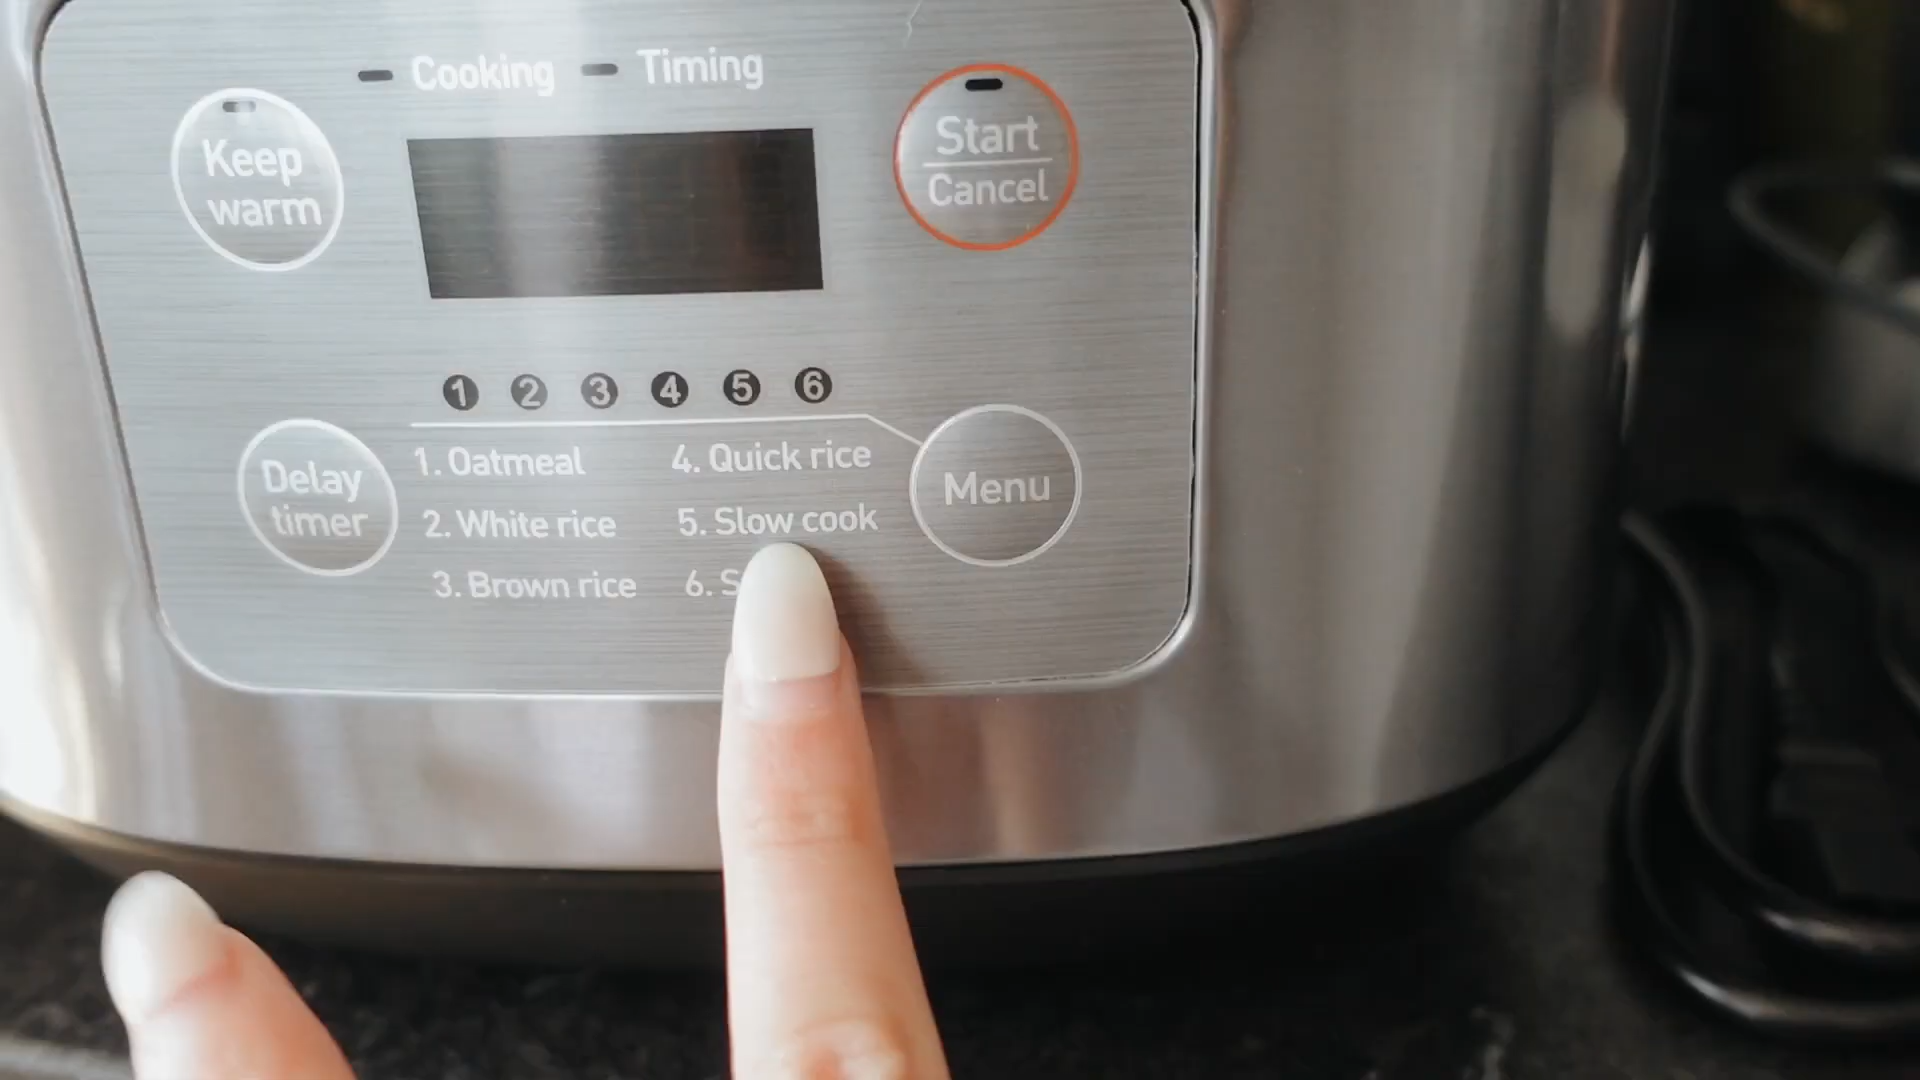 Cooking Timing
Keep
warm
Start
Cancel
1 2 3 4 5 6
Delay
timer
1. Oatmeal
2. White rice
3. Brown rice
4. Quick rice
5. Slow cook
6.
Menu